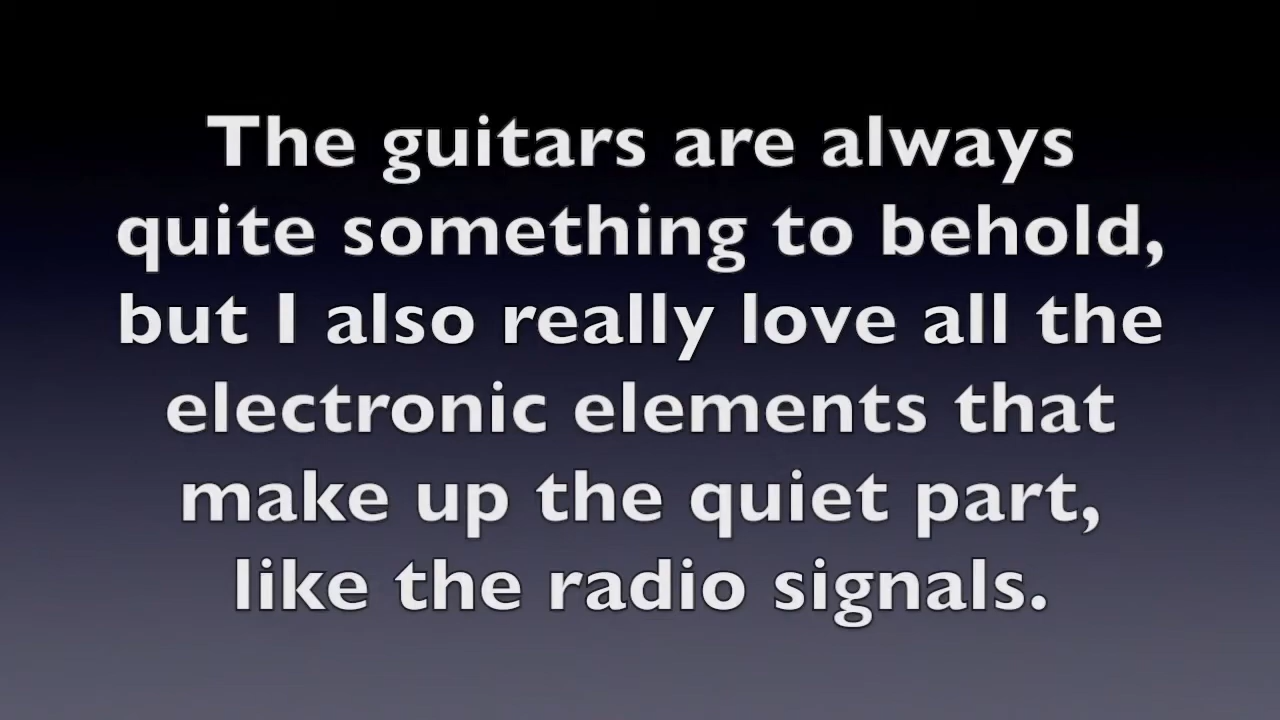 The guitars are always
quite something to behold,
but I also really love all the
electronic elements that
make up the quiet part,
like the radio signals.